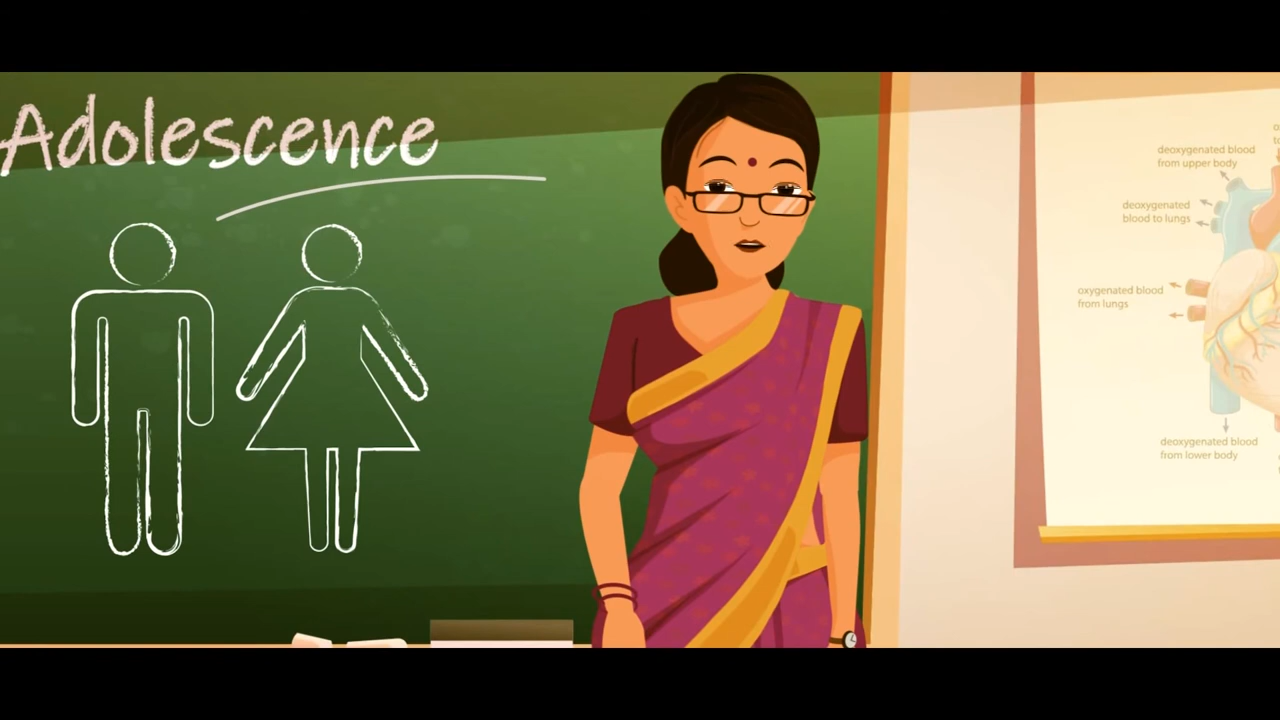 Adolescence
deoxygenated blood
from upper body
deoxygenated
blood to lungs
oxygenated blood
from lungs
deoxygenated blood
from lower body